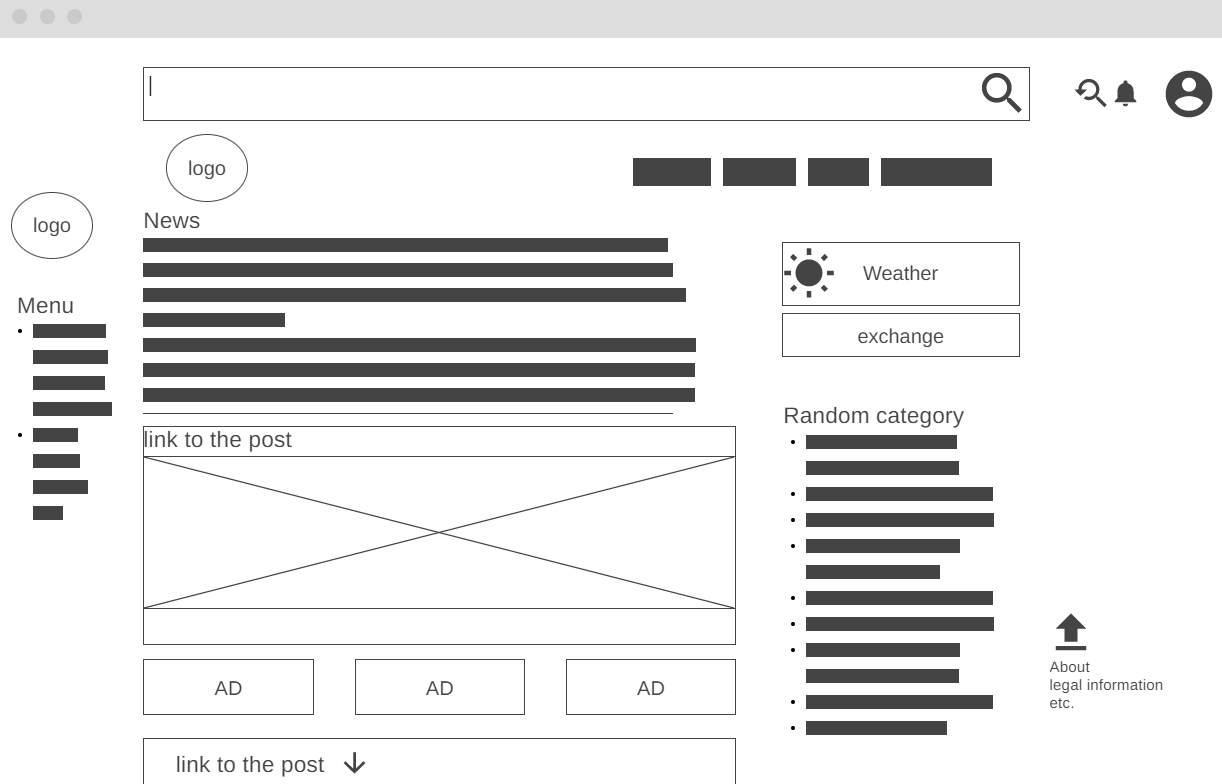 logo
logo
News
Menu
Weather
exchange
Random category
link to the post
AD
AD
AD
About
legal information
etc.
link to the post